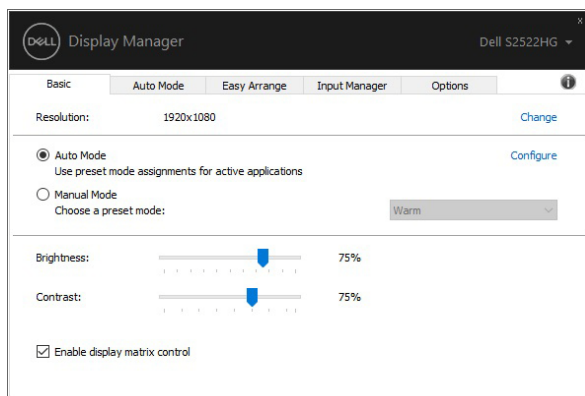 DELL Display Manager
Dell S2522HG
Basic Auto Mode Easy Arrange Input Manager Options
Resolution: 1920x1080 Change
Auto Mode Configure
Use preset mode assignments for active applications
Manual Mode
Choose a preset mode: Warm
Brightness: 75%
Contrast: 75%
Enable display matrix control